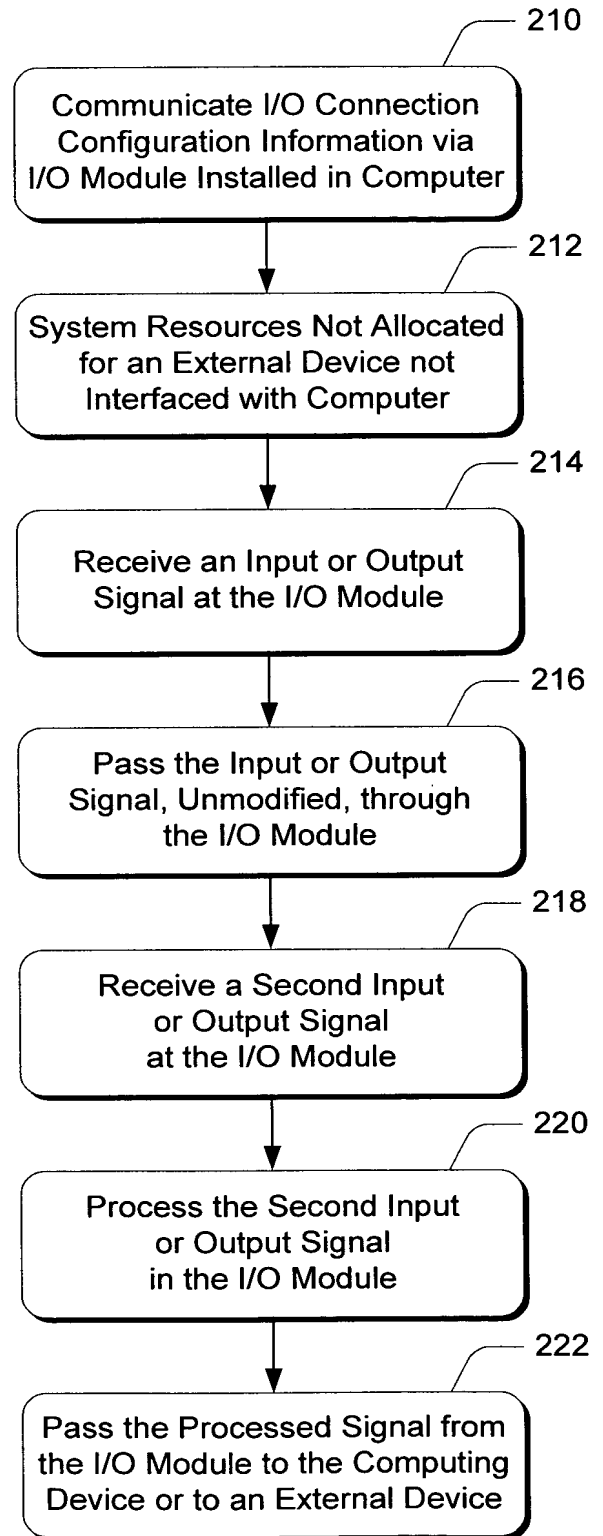 210
Communicate I/O Connection
Configuration Information via
I/O Module Installed in Computer
212
System Resources Not Allocated
for an External Device not
Interfaced with Computer
214
Receive an Input or Output
Signal at the I/O Module
216
Pass the Input or Output
Signal, Unmodified, through
the I/O Module
218
Receive a Second Input
or Output Signal
at the I/O Module
220
Process the Second Input
or Output Signal
in the I/O Module
222
Pass the Processed Signal from
the I/O Module to the Computing
Device or to an External Device